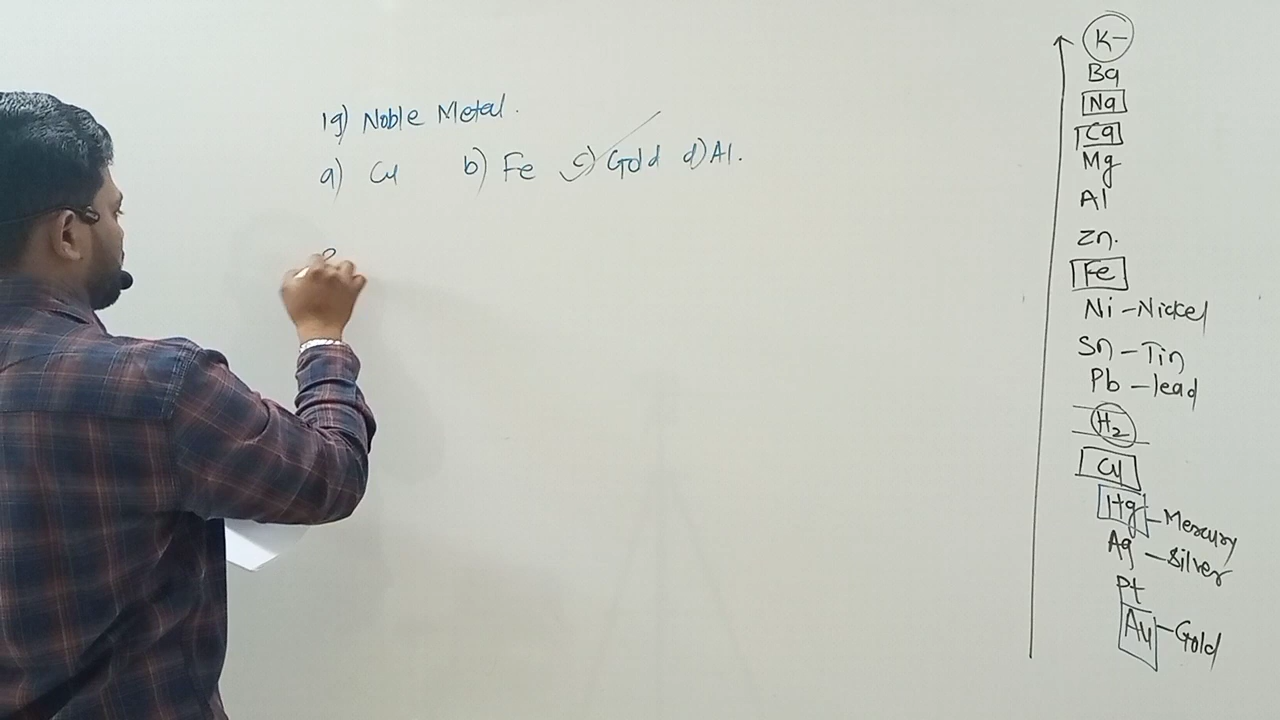 19) Noble Metal.
a) Cu b) Fe c) Gold d) Al.
2
K
Ba
Na
Ca
Mg
Al
Zn.
Fe
Ni - Nickel
Sn - Tin
Pb - lead
H2
Cu
Hg - Mercury
Ag - Silver
Pt
Au - Gold